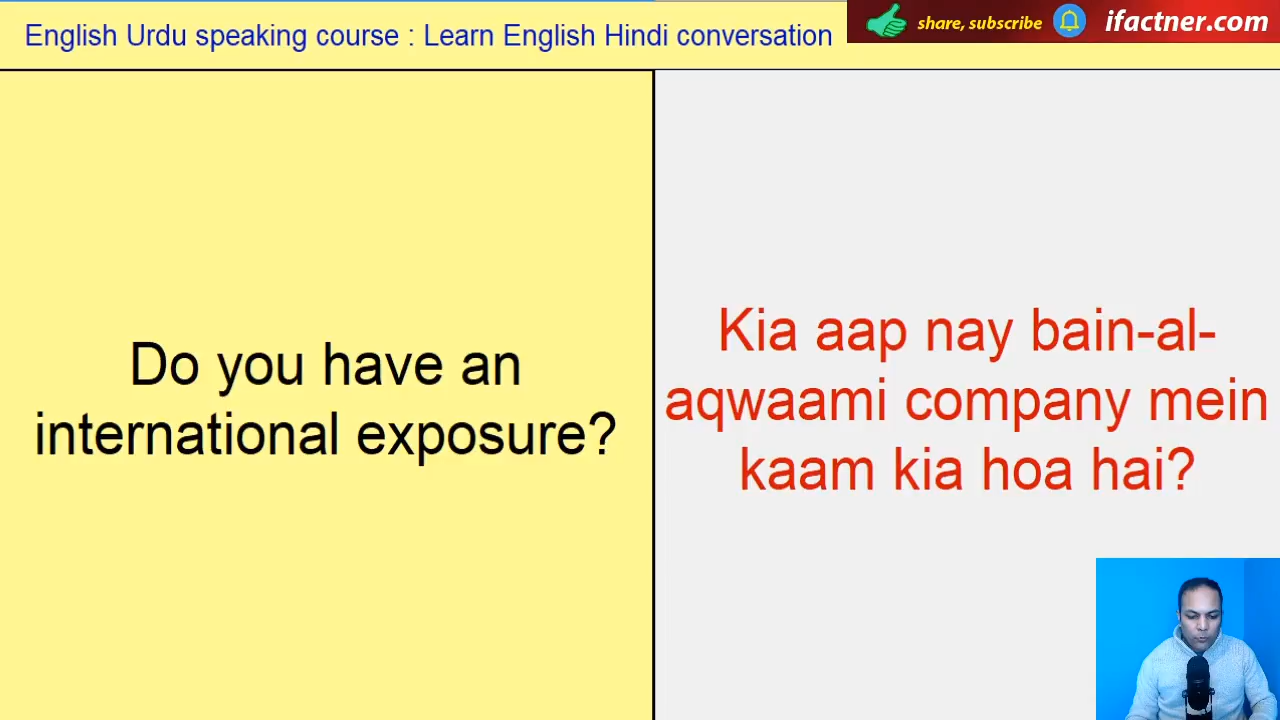 English Urdu speaking course : Learn English Hindi conversation
share, subscribe
ifactner.com
Do you have an
international exposure?
Kia aap nay bain-al-
aqwaami company mein
kaam kia hoa hai?